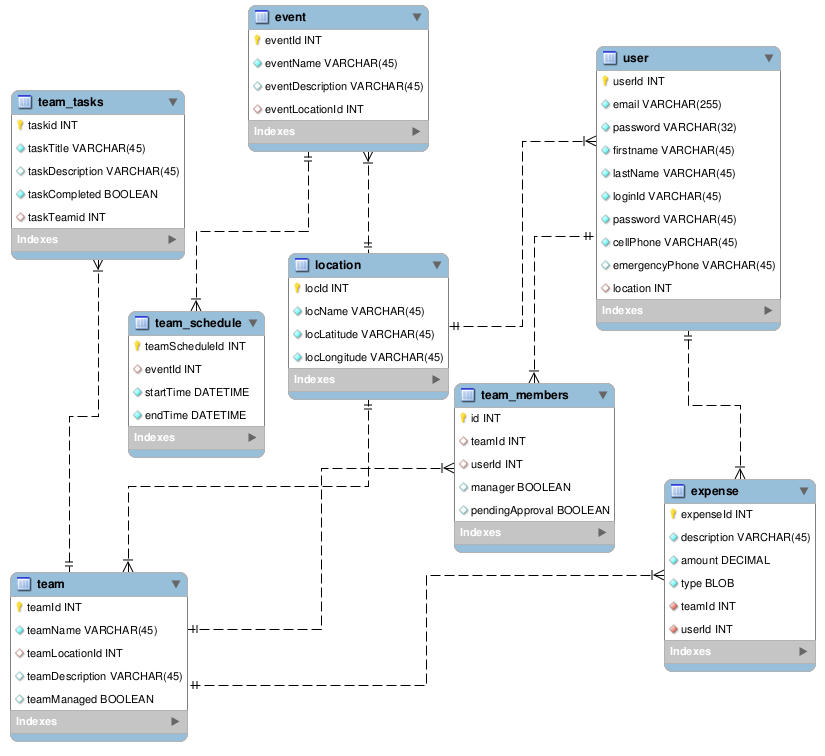 event
eventId INT
eventName VARCHAR(45)
eventDescription VARCHAR(45)
eventLocationId INT
Indexes
user
userId INT
email VARCHAR(255)
password VARCHAR(32)
firstname VARCHAR(45)
lastName VARCHAR(45)
loginId VARCHAR(45)
password VARCHAR(45)
cellPhone VARCHAR(45)
emergencyPhone VARCHAR(45)
location INT
Indexes
team_tasks
taskid INT
taskTitle VARCHAR(45)
taskDescription VARCHAR(45)
taskCompleted BOOLEAN
taskTeamid INT
Indexes
location
locId INT
locName VARCHAR(45)
locLatitude VARCHAR(45)
locLongitude VARCHAR(45)
Indexes
team_schedule
teamScheduleId INT
eventId INT
startTime DATETIME
endTime DATETIME
Indexes
team_members
id INT
teamId INT
userId INT
manager BOOLEAN
pendingApproval BOOLEAN
Indexes
expense
expenseId INT
description VARCHAR(45)
amount DECIMAL
type BLOB
teamId INT
userId INT
Indexes
team
teamId INT
teamName VARCHAR(45)
teamLocationId INT
teamDescription VARCHAR(45)
teamManaged BOOLEAN
Indexes